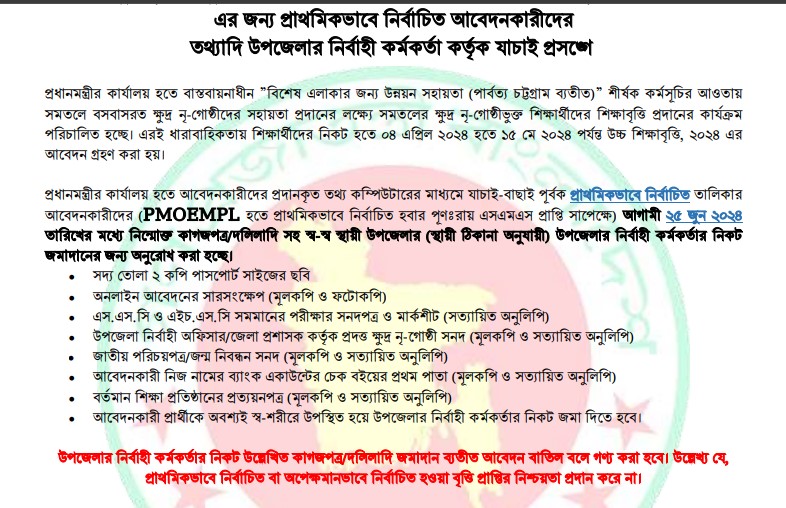 এর জন্য প্রাথমিকভাবে নির্বাচিত আবেদনকারীদের
তথ্যাদি উপজেলার নির্বাহী কর্মকর্তা কর্তৃক যাচাই প্রসঙ্গে
প্রধানমন্ত্রীর কার্যালয় হতে বাস্তবায়নাধীন "বিশেষ এলাকার জন্য উন্নয়ন সহায়তা (পার্বত্য চট্টগ্রাম ব্যতীত)" শীর্ষক কর্মসূচির আওতায়
সমতলে বসবাসরত ক্ষুদ্র নৃ-গোষ্ঠীদের সহায়তা প্রদানের লক্ষ্যে সমতলের ক্ষুদ্র নৃ-গোষ্ঠীভুক্ত শিক্ষার্থীদের শিক্ষাবৃত্তি প্রদানের কার্যক্রম
পরিচালিত হচ্ছে। এরই ধারাবাহিকতায় শিক্ষার্থীদের নিকট হতে ০৪ এপ্রিল ২০২৪ হতে ১৫ মে ২০২৪ পর্যন্ত উচ্চ শিক্ষাবৃত্তি, ২০২৪ এর
আবেদন গ্রহণ করা হয়।
প্রধানমন্ত্রীর কার্যালয় হতে আবেদনকারীদের প্রদানকৃত তথ্য কম্পিউটারের মাধ্যমে যাচাই-বাছাই পূর্বক প্রাথমিকভাবে নির্বাচিত তালিকার
আবেদনকারীদের (PMOEMPL হতে প্রাথমিকভাবে নির্বাচিত হবার পূণঃরায় এসএমএস প্রাপ্তি সাপেক্ষে) আগামী ২৫ জুন ২০২৪
তারিখের মধ্যে নিম্মোক্ত কাগজপত্র/দলিলাদি সহ স্ব-স্ব স্থায়ী উপজেলার (স্থায়ী ঠিকানা অনুযায়ী) উপজেলার নির্বাহী কর্মকর্তার নিকট
জমাদানের জন্য অনুরোধ করা হচ্ছে।
• সদ্য তোলা ২ কপি পাসপোর্ট সাইজের ছবি
• অনলাইন আবেদনের সারসংক্ষেপ (মূলকপি ও ফটোকপি)
• এস.এস.সি ও এইচ.এস.সি সমমানের পরীক্ষার সনদপত্র ও মার্কশীট (সত্যায়িত অনুলিপি)
• উপজেলা নির্বাহী অফিসার/জেলা প্রশাসক কর্তৃক প্রদত্ত ক্ষুদ্র নৃ-গোষ্ঠী সনদ (মূলকপি ও সত্যায়িত অনুলিপি)
• জাতীয় পরিচয়পত্র/জন্ম নিবন্ধন সনদ (মূলকপি ও সত্যায়িত অনুলিপি)
• আবেদনকারী নিজ নামের ব্যাংক একাউন্টের চেক বইয়ের প্রথম পাতা (মূলকপি ও সত্যায়িত অনুলিপি)
• বর্তমান শিক্ষা প্রতিষ্ঠানের প্রত্যয়নপত্র (মূলকপি ও সত্যায়িত অনুলিপি)
• আবেদনকারী প্রার্থীকে অবশ্যই স্ব-শরীরে উপস্থিত হয়ে উপজেলার নির্বাহী কর্মকর্তার নিকট জমা দিতে হবে।
উপজেলার নির্বাহী কর্মকর্তার নিকট উল্লেখিত কাগজপত্র/দলিলাদি জমাদান ব্যতীত আবেদন বাতিল বলে গণ্য করা হবে। উল্লেখ্য যে,
প্রাথমিকভাবে নির্বাচিত বা অপেক্ষমানভাবে নির্বাচিত হওয়া বৃত্তি প্রাপ্তির নিশ্চয়তা প্রদান করে না।